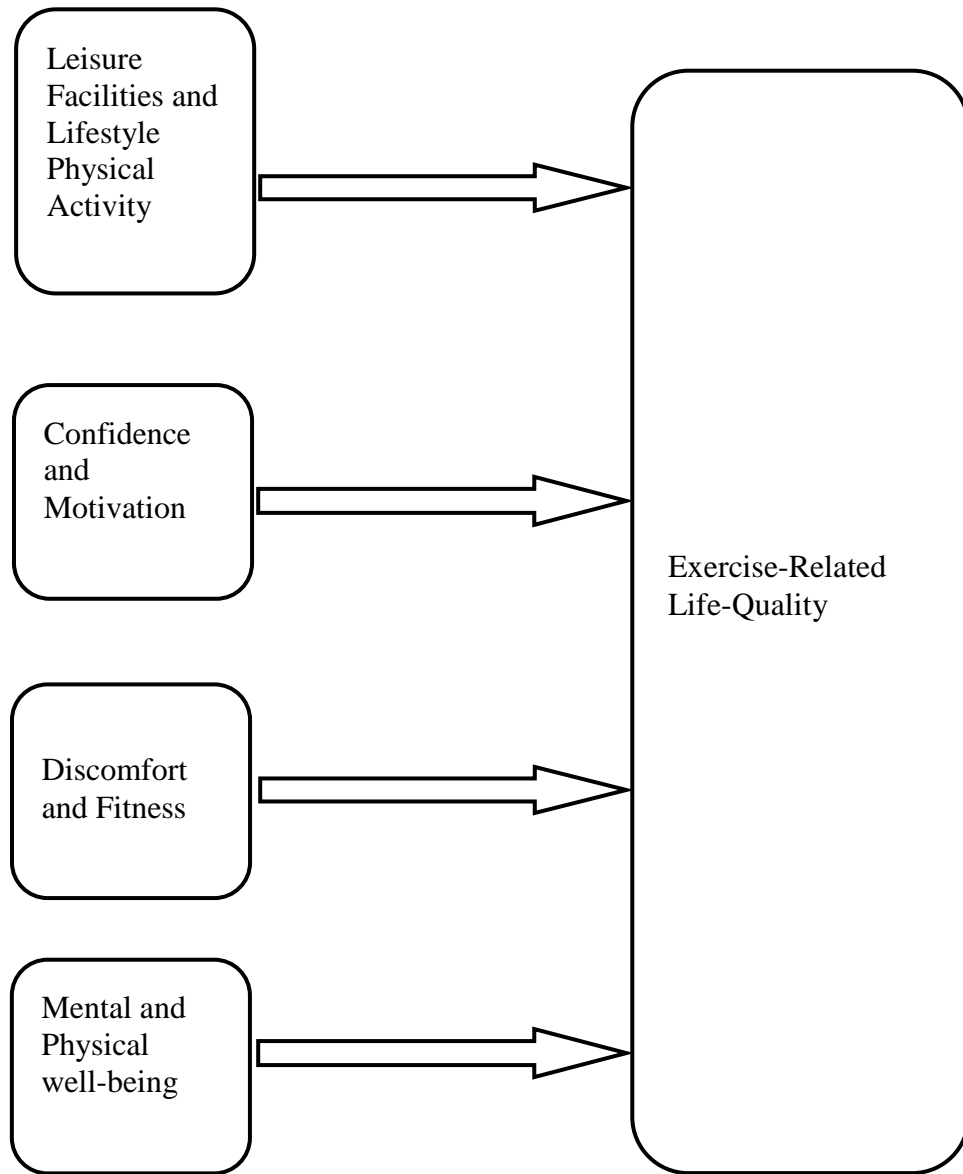 Leisure
Facilities and
Lifestyle
Physical
Activity
Confidence
and
Motivation
Discomfort
and Fitness
Mental and
Physical
well-being
Exercise-Related
Life-Quality